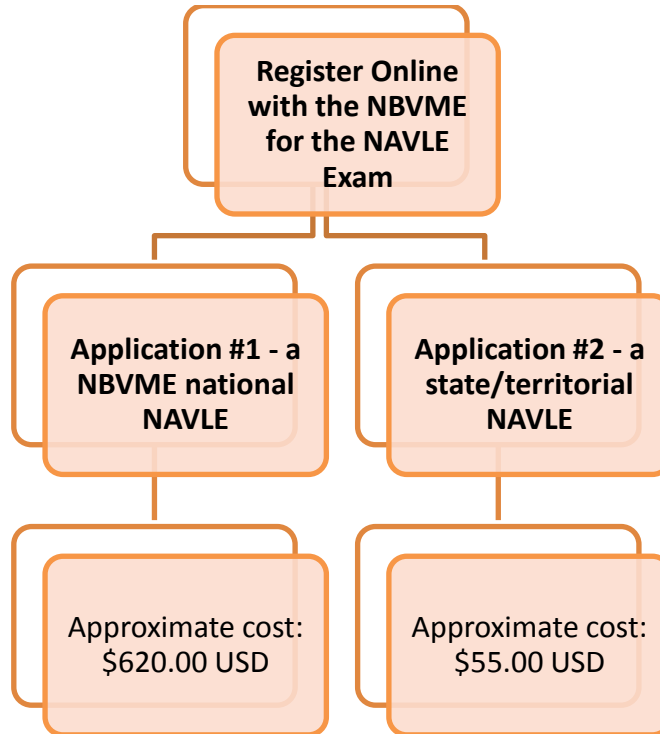 Register Online
with the NBVME
for the NAVLE
Exam
Application #1 - a
NBVME national
NAVLE
Application #2 - a
state/territorial
NAVLE
Approximate cost:
$620.00 USD
Approximate cost:
$55.00 USD